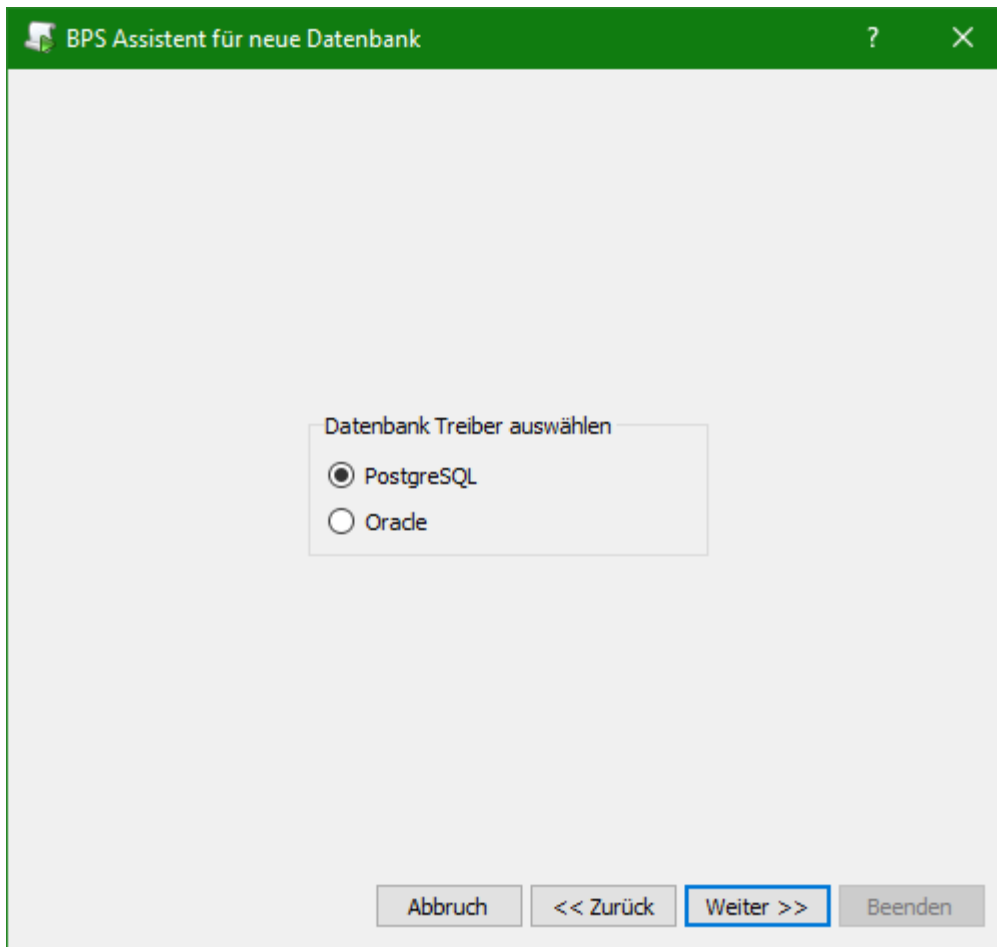 BPS Assistent für neue Datenbank ?
Datenbank Treiber auswählen
PostgreSQL
Oracle
Abbruch << Zurück Weiter >> Beenden